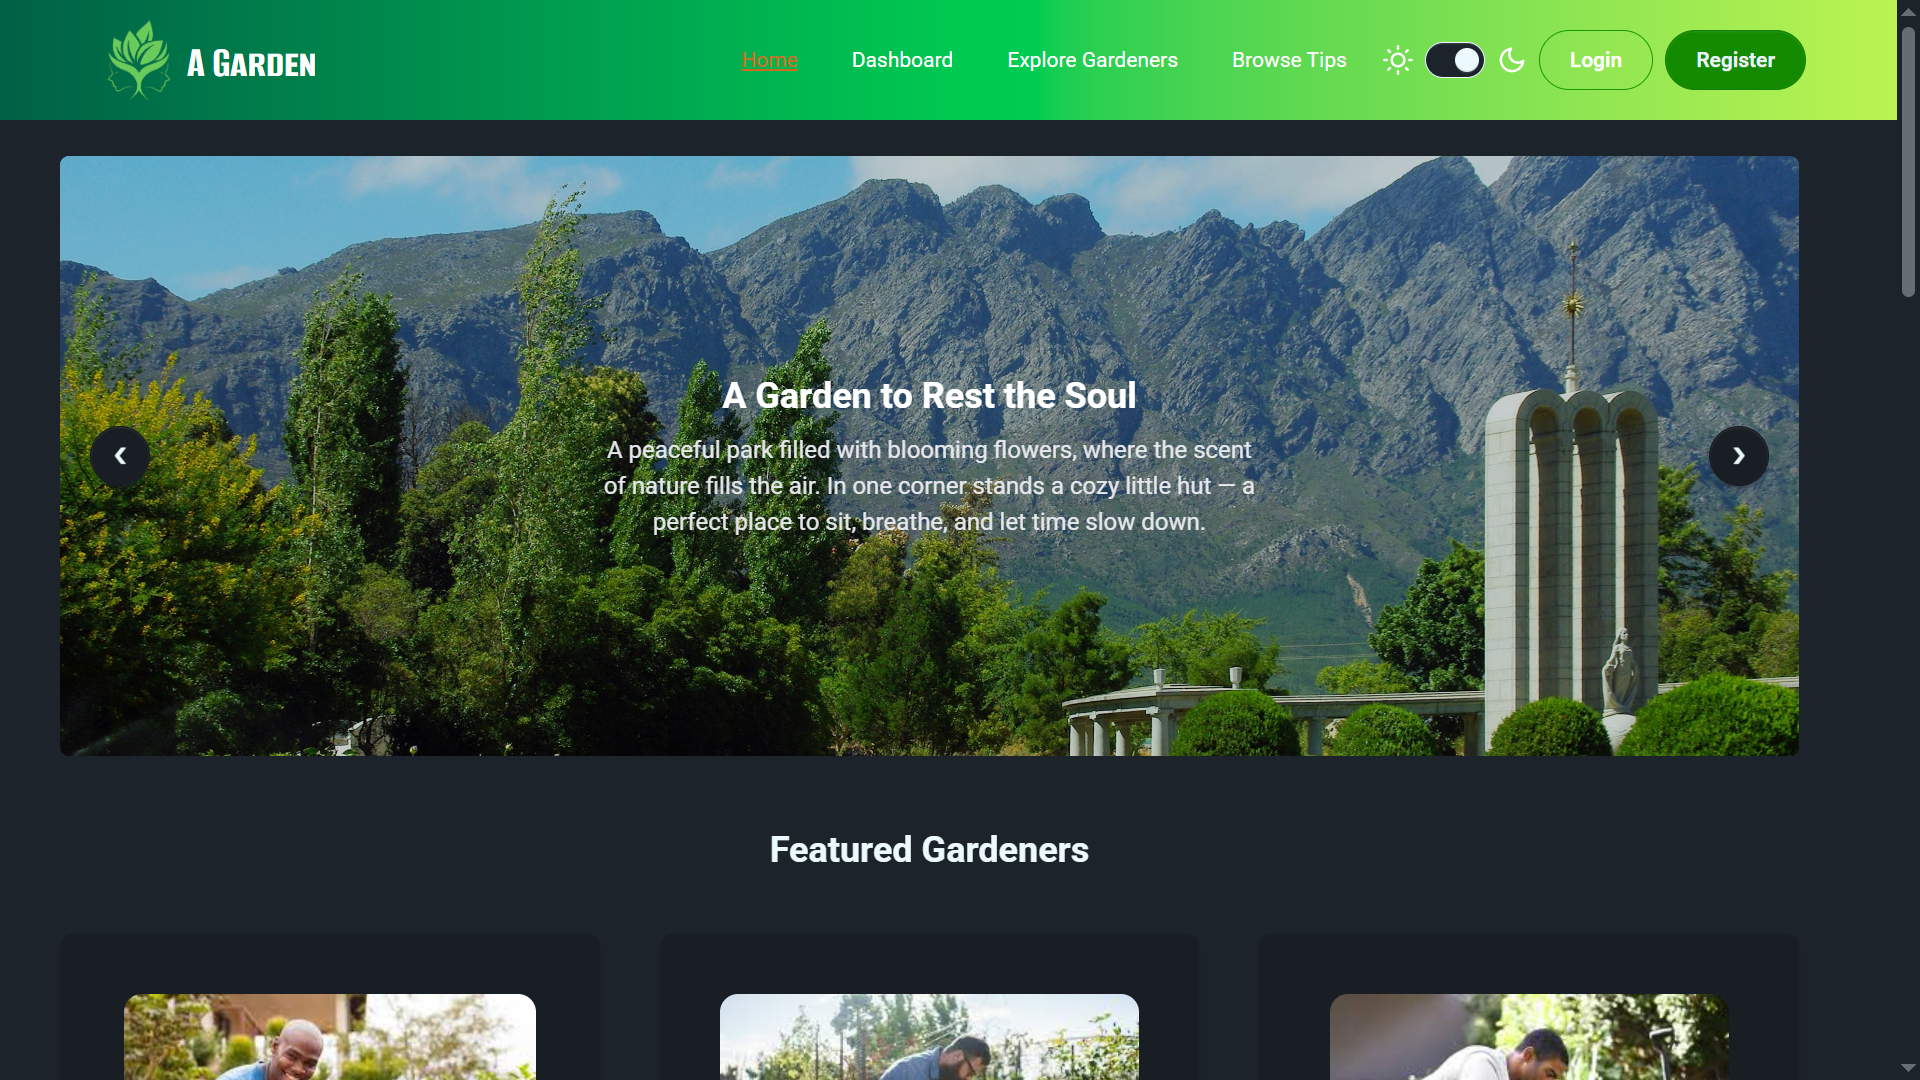 A GARDEN
Home
Dashboard
Explore Gardeners
Browse Tips
Login
Register
A Garden to Rest the Soul
A peaceful park filled with blooming flowers, where the scent
of nature fills the air. In one corner stands a cozy little hut — a
perfect place to sit, breathe, and let time slow down.
❮
❯
Featured Gardeners